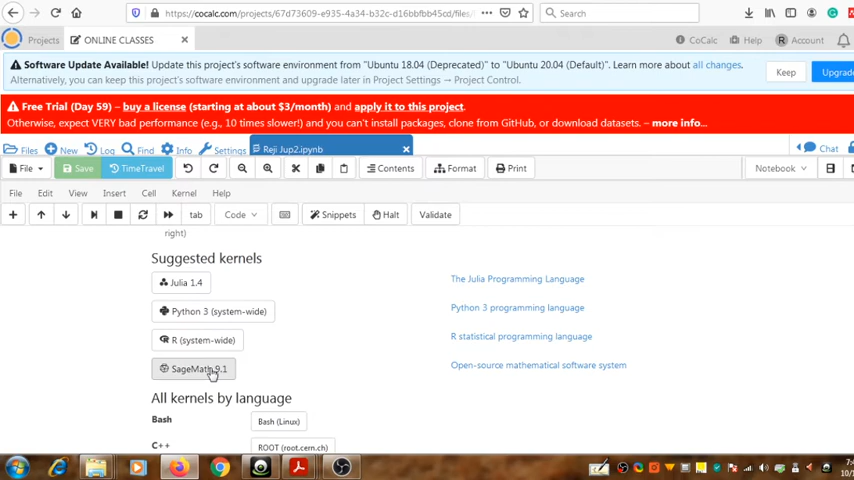 https://cocalc.com/projects/67d73609-e935-4a34-b32c-d16bbfbb45cd/files/ Search
Projects ONLINE CLASSES CoCalc Help Account
Software Update Available! Update this project's software environment from "Ubuntu 18.04 (Deprecated)" to "Ubuntu 20.04 (Default)". Learn more about all changes.
Alternatively, you can keep this project's software environment and upgrade later in Project Settings → Project Control.
Keep Upgrade
Free Trial (Day 59) – buy a license (starting at about $3/month) and apply it to this project.
Otherwise, expect VERY bad performance (e.g., 10 times slower!) and you can't install packages, clone from GitHub, or download datasets. – more info...
Files New Log Find Info Settings Reji Jup2.ipynb Chat
File Save TimeTravel Contents Format Print Notebook
File Edit View Insert Cell Kernel Help
tab Code Snippets Halt Validate
right)
Suggested kernels
Julia 1.4 The Julia Programming Language
Python 3 (system-wide) Python 3 programming language
R (system-wide) R statistical programming language
SageMath 9.1 Open-source mathematical software system
All kernels by language
Bash Bash (Linux)
C++ ROOT (root.cern.ch)